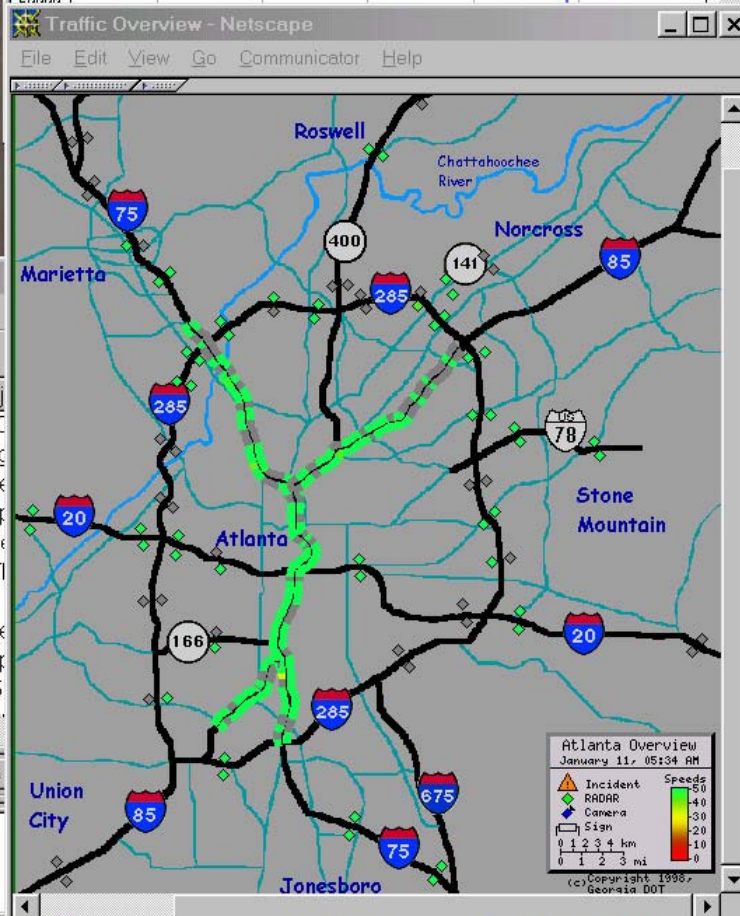 Traffic Overview - Netscape
File Edit View Go Communicator Help
Roswell
Chattahoochee
River
75
400
Norcross
141
85
Marietta
285
285
US
78
Stone
Mountain
20
Atlanta
166
20
285
Union
City
85
675
75
Jonesboro
Atlanta Overview
January 11, 05:34 AM
Incident
RADAR
Camera
Sign
0 1 2 3 4 km
0 1 2 3 mi
Speeds
50
40
30
20
10
0
(c)Copyright 1998,
Georgia DOT